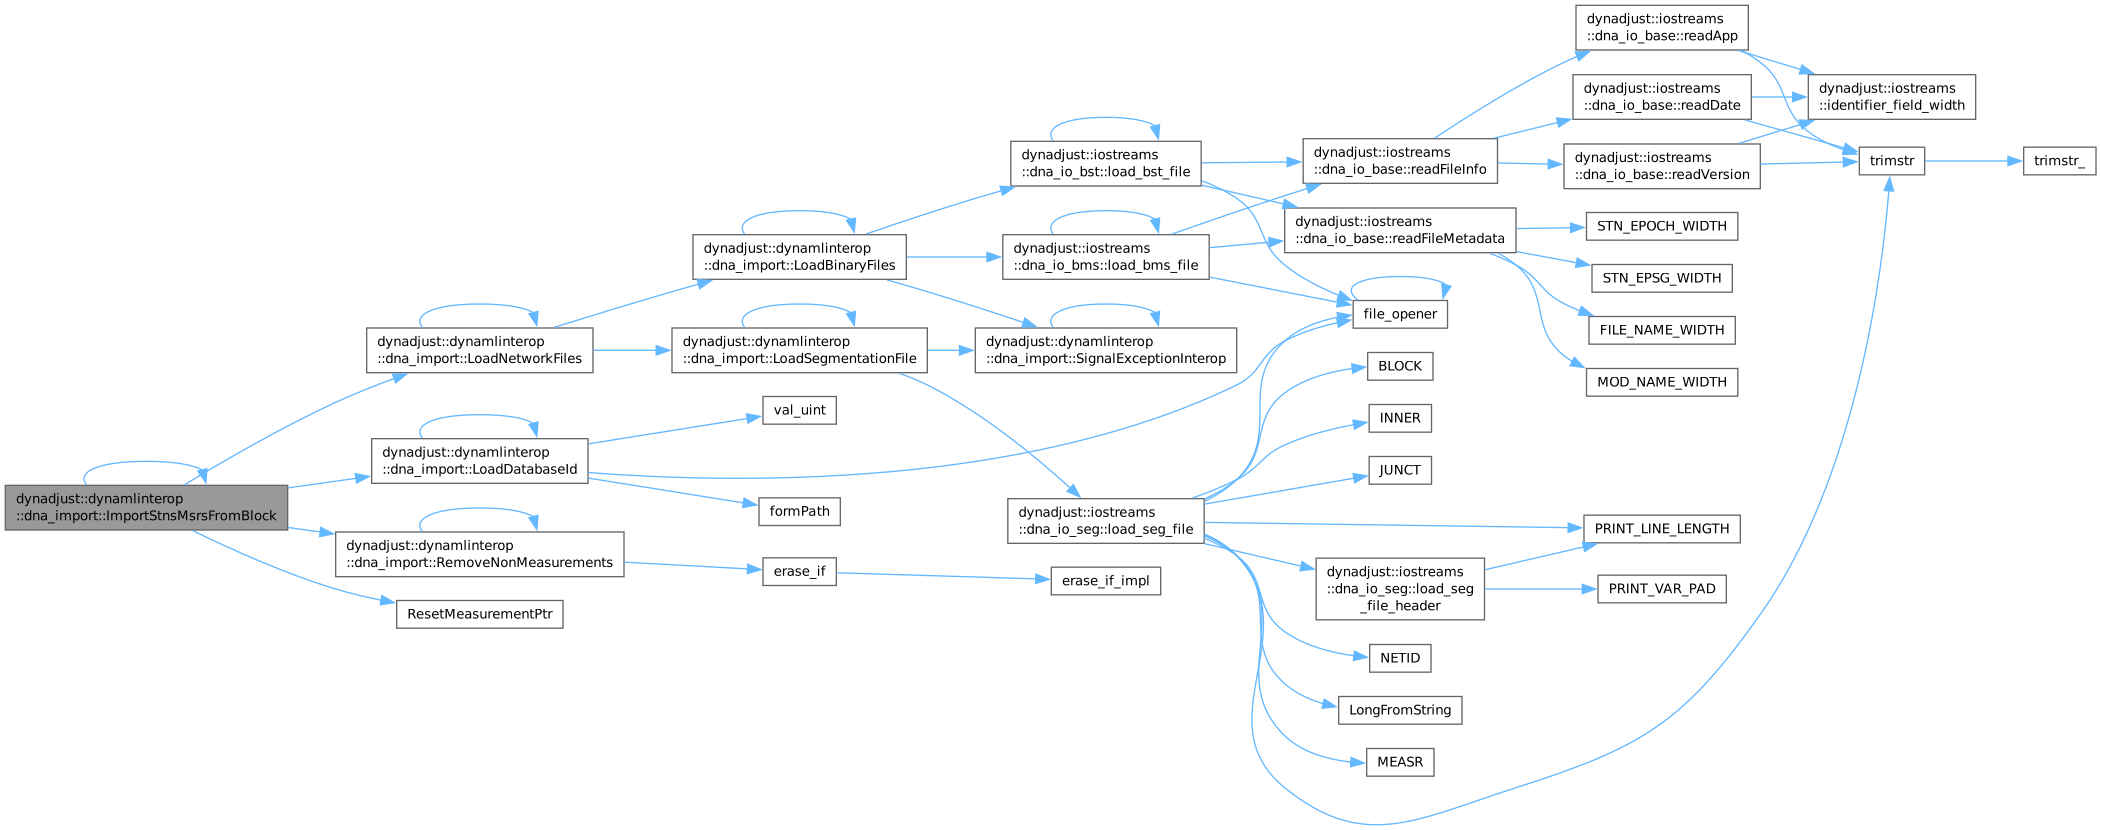 dynadjust::iostreams
::dna_io_base::readApp
dynadjust::iostreams
::dna_io_base::readDate
dynadjust::iostreams
::identifier_field_width
dynadjust::iostreams
::dna_io_bst::load_bst_file
dynadjust::iostreams
::dna_io_base::readFileInfo
dynadjust::iostreams
::dna_io_base::readVersion
trimstr
trimstr_
dynadjust::iostreams
::dna_io_base::readFileMetadata
STN_EPOCH_WIDTH
dynadjust::dynamlinterop
::dna_import::LoadBinaryFiles
dynadjust::iostreams
::dna_io_bms::load_bms_file
STN_EPSG_WIDTH
file_opener
FILE_NAME_WIDTH
dynadjust::dynamlinterop
::dna_import::LoadNetworkFiles
dynadjust::dynamlinterop
::dna_import::LoadSegmentationFile
dynadjust::dynamlinterop
::dna_import::SignalExceptionInterop
BLOCK
MOD_NAME_WIDTH
val_uint
INNER
dynadjust::dynamlinterop
::dna_import::LoadDatabaseId
JUNCT
dynadjust::dynamlinterop
::dna_import::ImportStnsMsrsFromBlock
formPath
dynadjust::iostreams
::dna_io_seg::load_seg_file
PRINT_LINE_LENGTH
dynadjust::dynamlinterop
::dna_import::RemoveNonMeasurements
erase_if
erase_if_impl
dynadjust::iostreams
::dna_io_seg::load_seg
_file_header
PRINT_VAR_PAD
ResetMeasurementPtr
NETID
LongFromString
MEASR